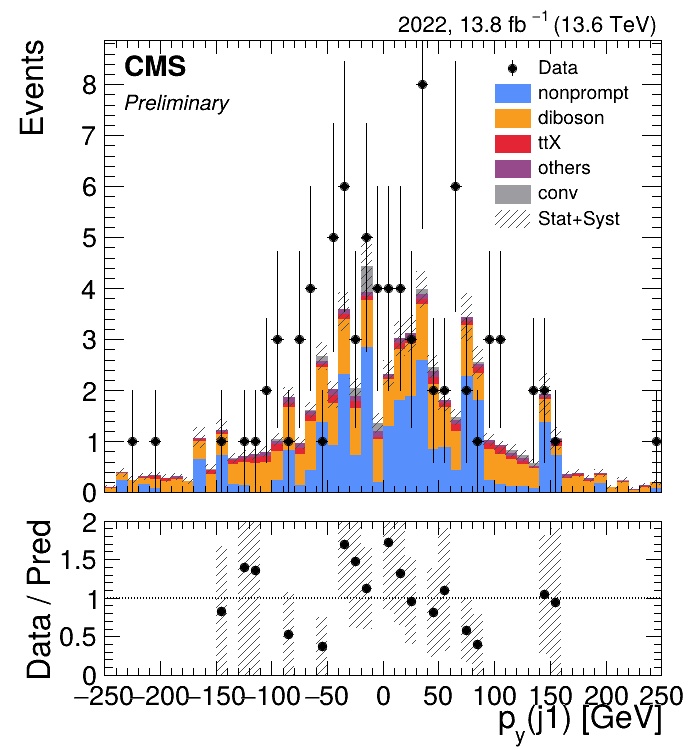 2022, 13.8 fb⁻¹ (13.6 TeV)
CMS
Preliminary
Events
Data
nonprompt
diboson
ttX
others
conv
Stat+Syst
8
7
6
5
4
3
2
1
0
Data / Pred
2
1.5
1
0.5
0
−250 −200 −150 −100 −50 0 50 100 150 200 250
p_y(j1) [GeV]